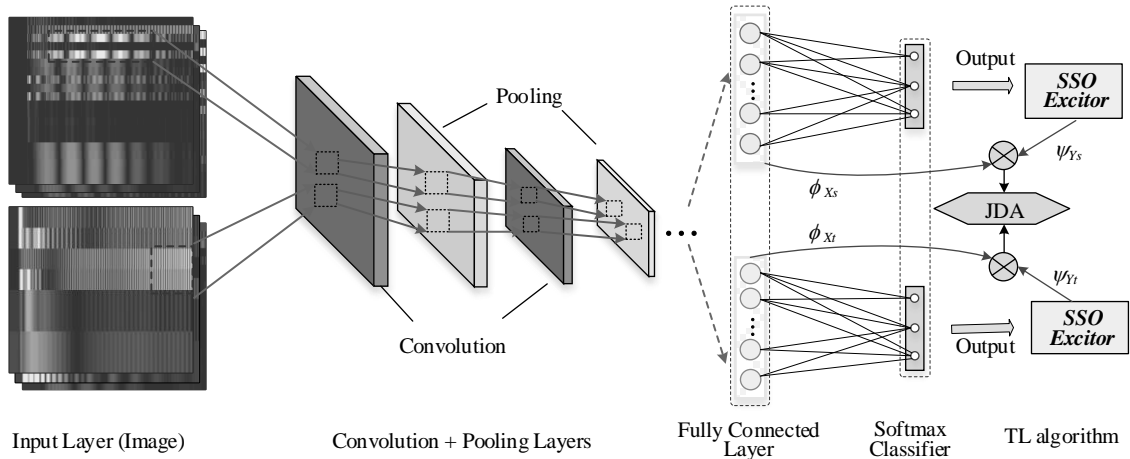 Pooling
Convolution
Output
SSO
Excitor
ψYs
ϕXs
JDA
ϕXt
ψYt
SSO
Excitor
Output
Input Layer (Image)
Convolution + Pooling Layers
Fully Connected
Layer
Softmax
Classifier
TL algorithm